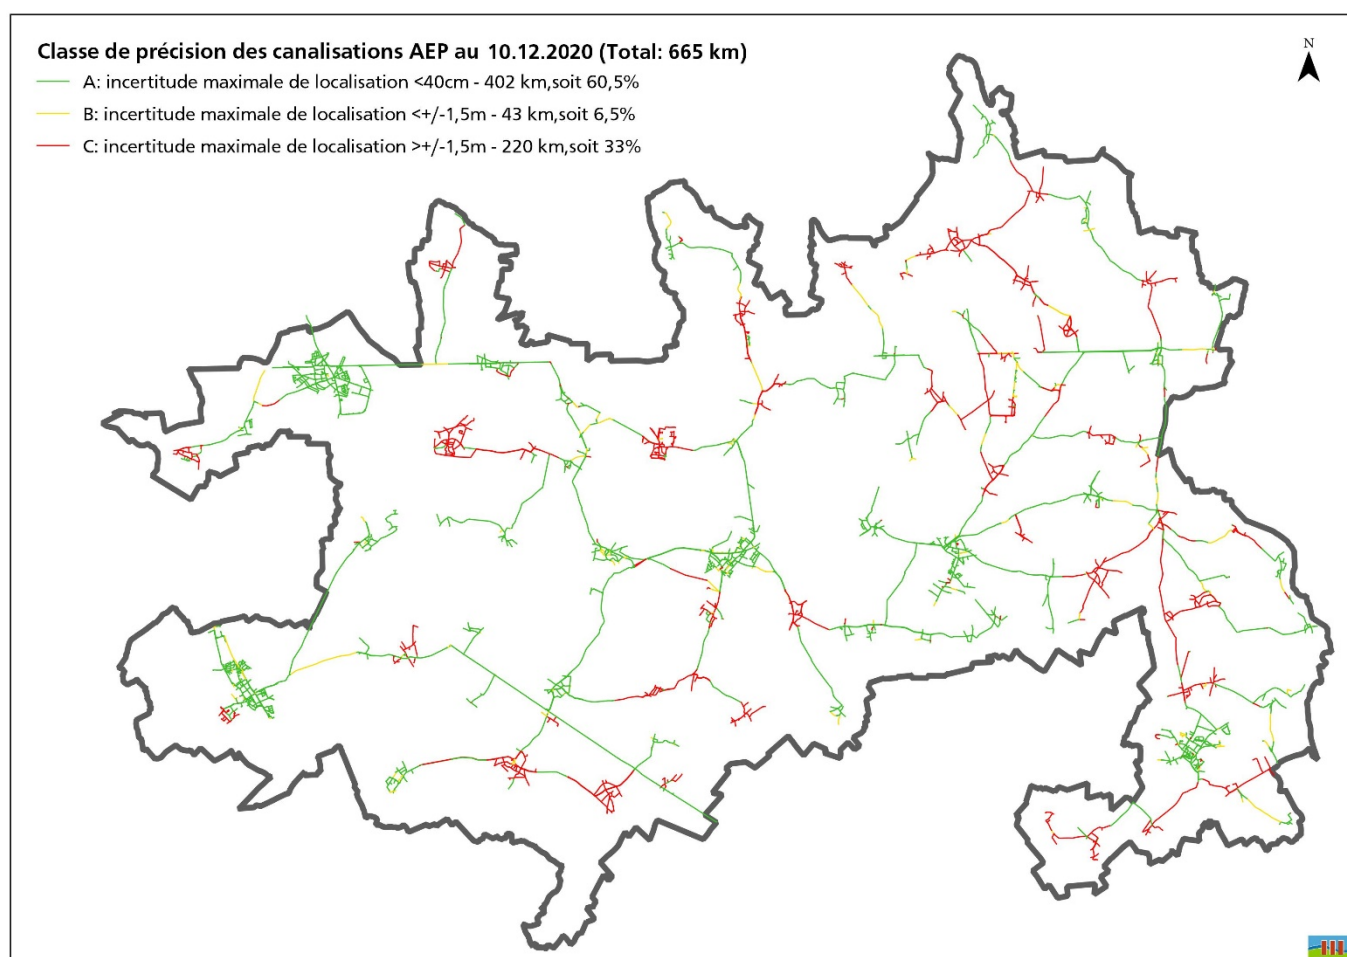 Classe de précision des canalisations AEP au 10.12.2020 (Total: 665 km)
A: incertitude maximale de localisation <40cm - 402 km,soit 60,5%
B: incertitude maximale de localisation <+/-1,5m - 43 km,soit 6,5%
C: incertitude maximale de localisation >+/-1,5m - 220 km,soit 33%
N